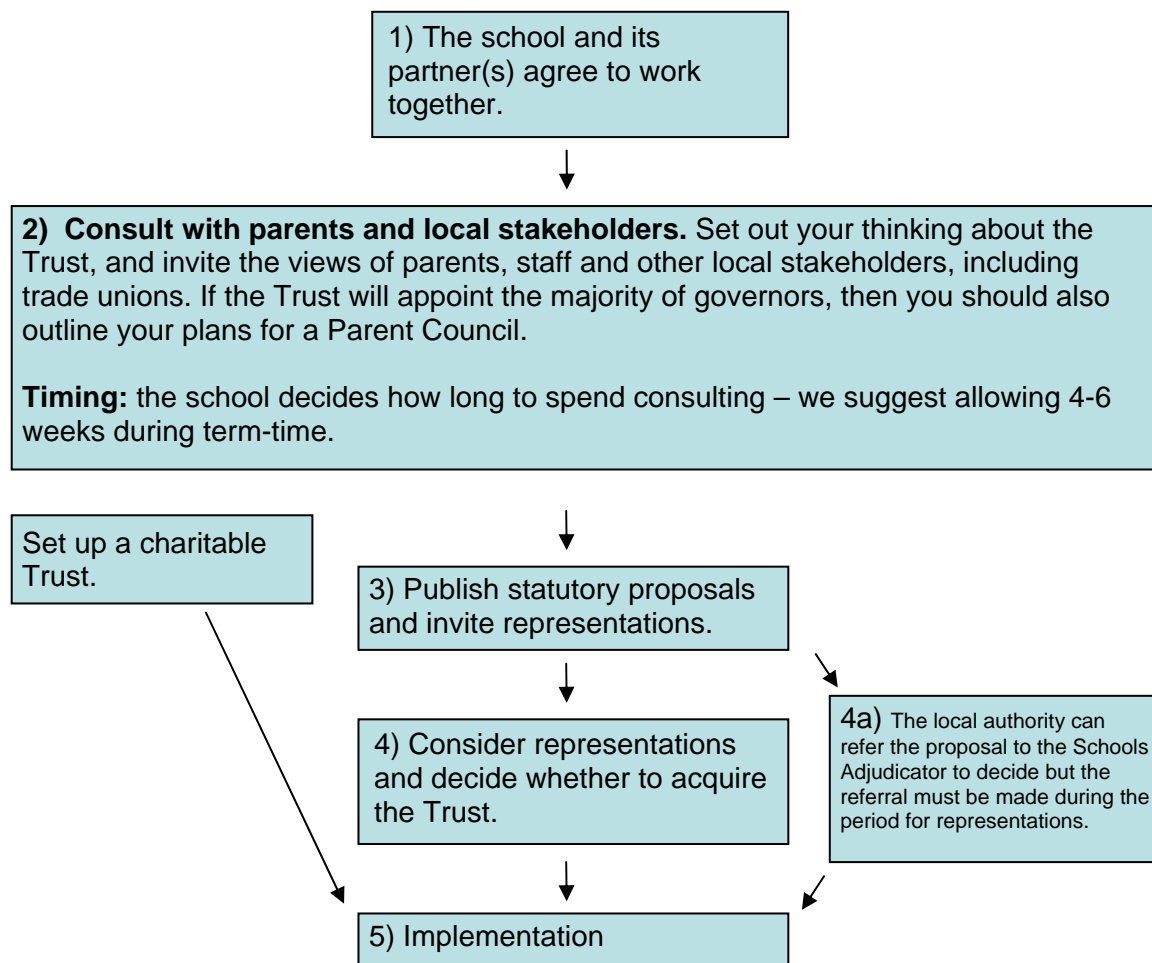 1) The school and its
partner(s) agree to work
together.
2) Consult with parents and local stakeholders. Set out your thinking about the
Trust, and invite the views of parents, staff and other local stakeholders, including
trade unions. If the Trust will appoint the majority of governors, then you should also
outline your plans for a Parent Council.
Timing: the school decides how long to spend consulting – we suggest allowing 4-6
weeks during term-time.
Set up a charitable
Trust.
3) Publish statutory proposals
and invite representations.
4) Consider representations
and decide whether to acquire
the Trust.
4a) The local authority can
refer the proposal to the Schools
Adjudicator to decide but the
referral must be made during the
period for representations.
5) Implementation